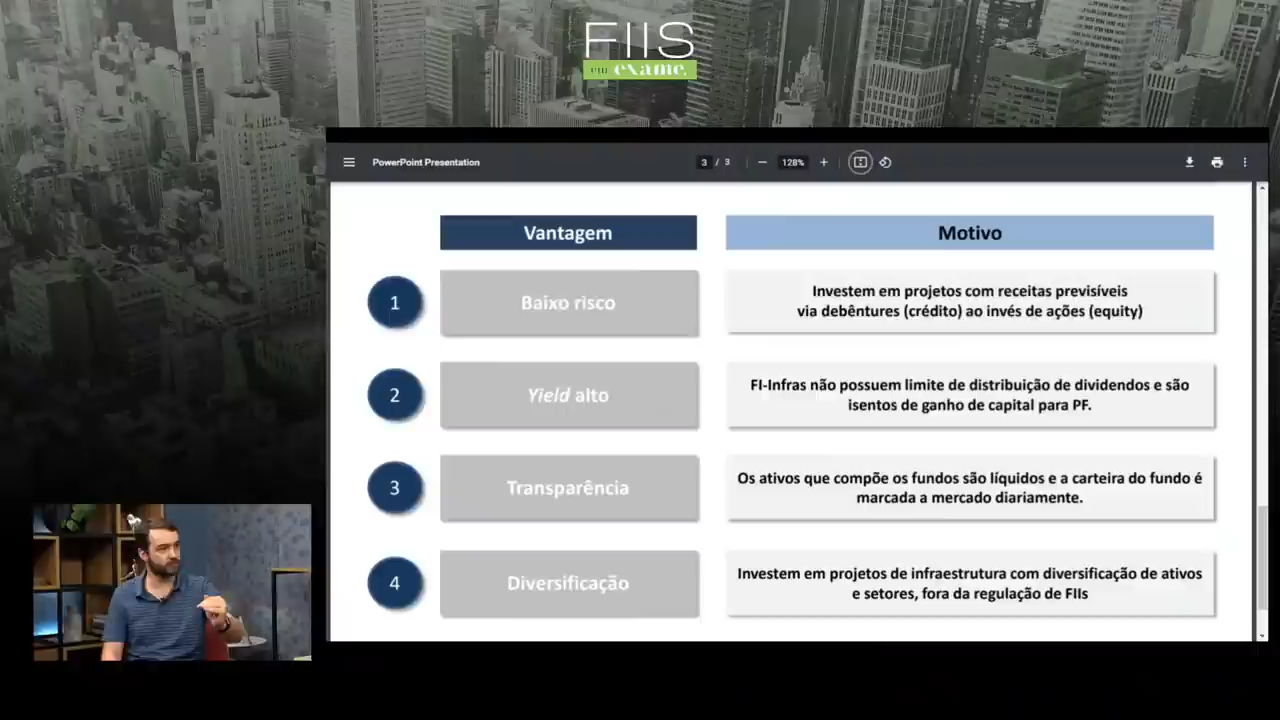 FIIS
em exame.
PowerPoint Presentation
3 / 3
128%
Vantagem
Motivo
1
Baixo risco
Investem em projetos com receitas previsíveis
via debêntures (crédito) ao invés de ações (equity)
2
Yield alto
FI-Infras não possuem limite de distribuição de dividendos e são
isentos de ganho de capital para PF.
3
Transparência
Os ativos que compõe os fundos são líquidos e a carteira do fundo é
marcada a mercado diariamente.
4
Diversificação
Investem em projetos de infraestrutura com diversificação de ativos
e setores, fora da regulação de FIIs